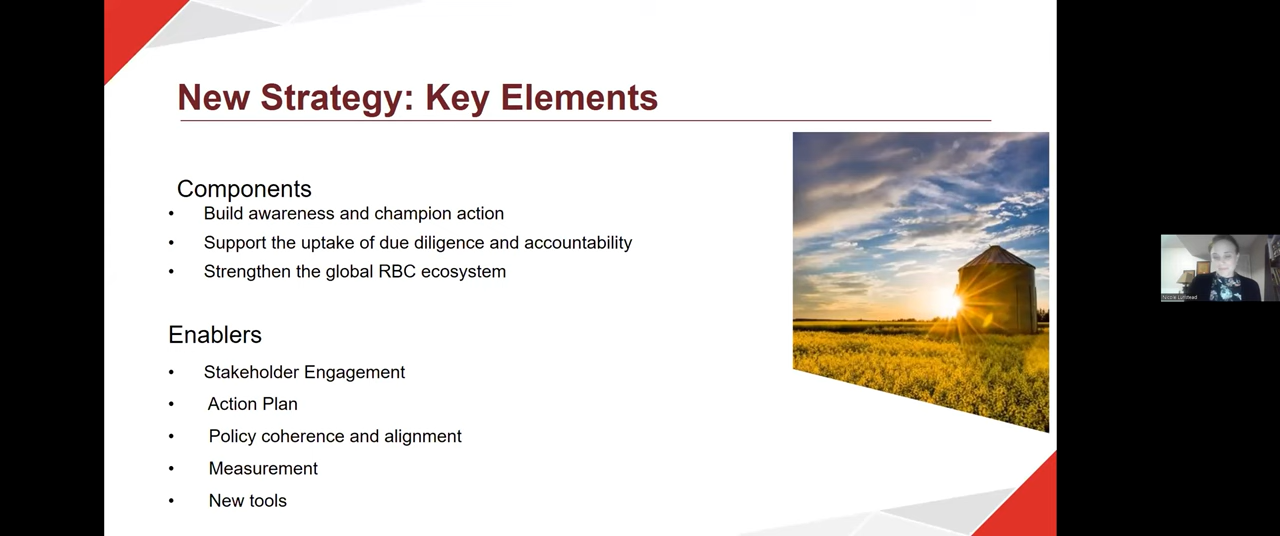 New Strategy: Key Elements
Components
• Build awareness and champion action
• Support the uptake of due diligence and accountability
• Strengthen the global RBC ecosystem
Enablers
• Stakeholder Engagement
• Action Plan
• Policy coherence and alignment
• Measurement
• New tools
Nicole